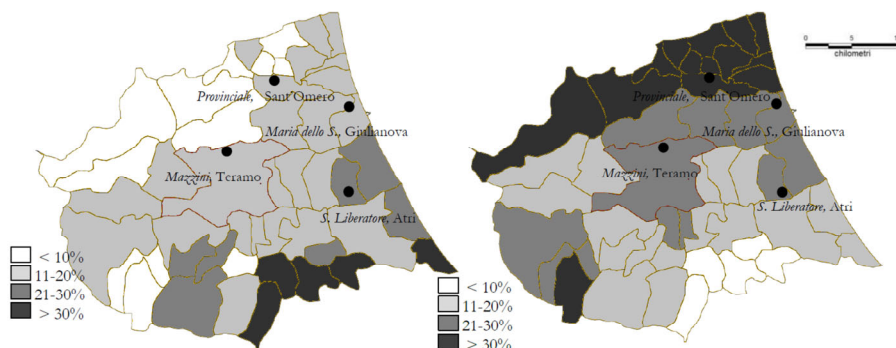 Provinciale, Sant'Omero
Maria dello S., Giulianova
Mazzini, Teramo
S. Liberatore, Atri
< 10%
11-20%
21-30%
> 30%
0 5 10
chilometri
Provinciale, Sant'Omero
Maria dello S., Giulianova
Mazzini, Teramo
S. Liberatore, Atri
< 10%
11-20%
21-30%
> 30%